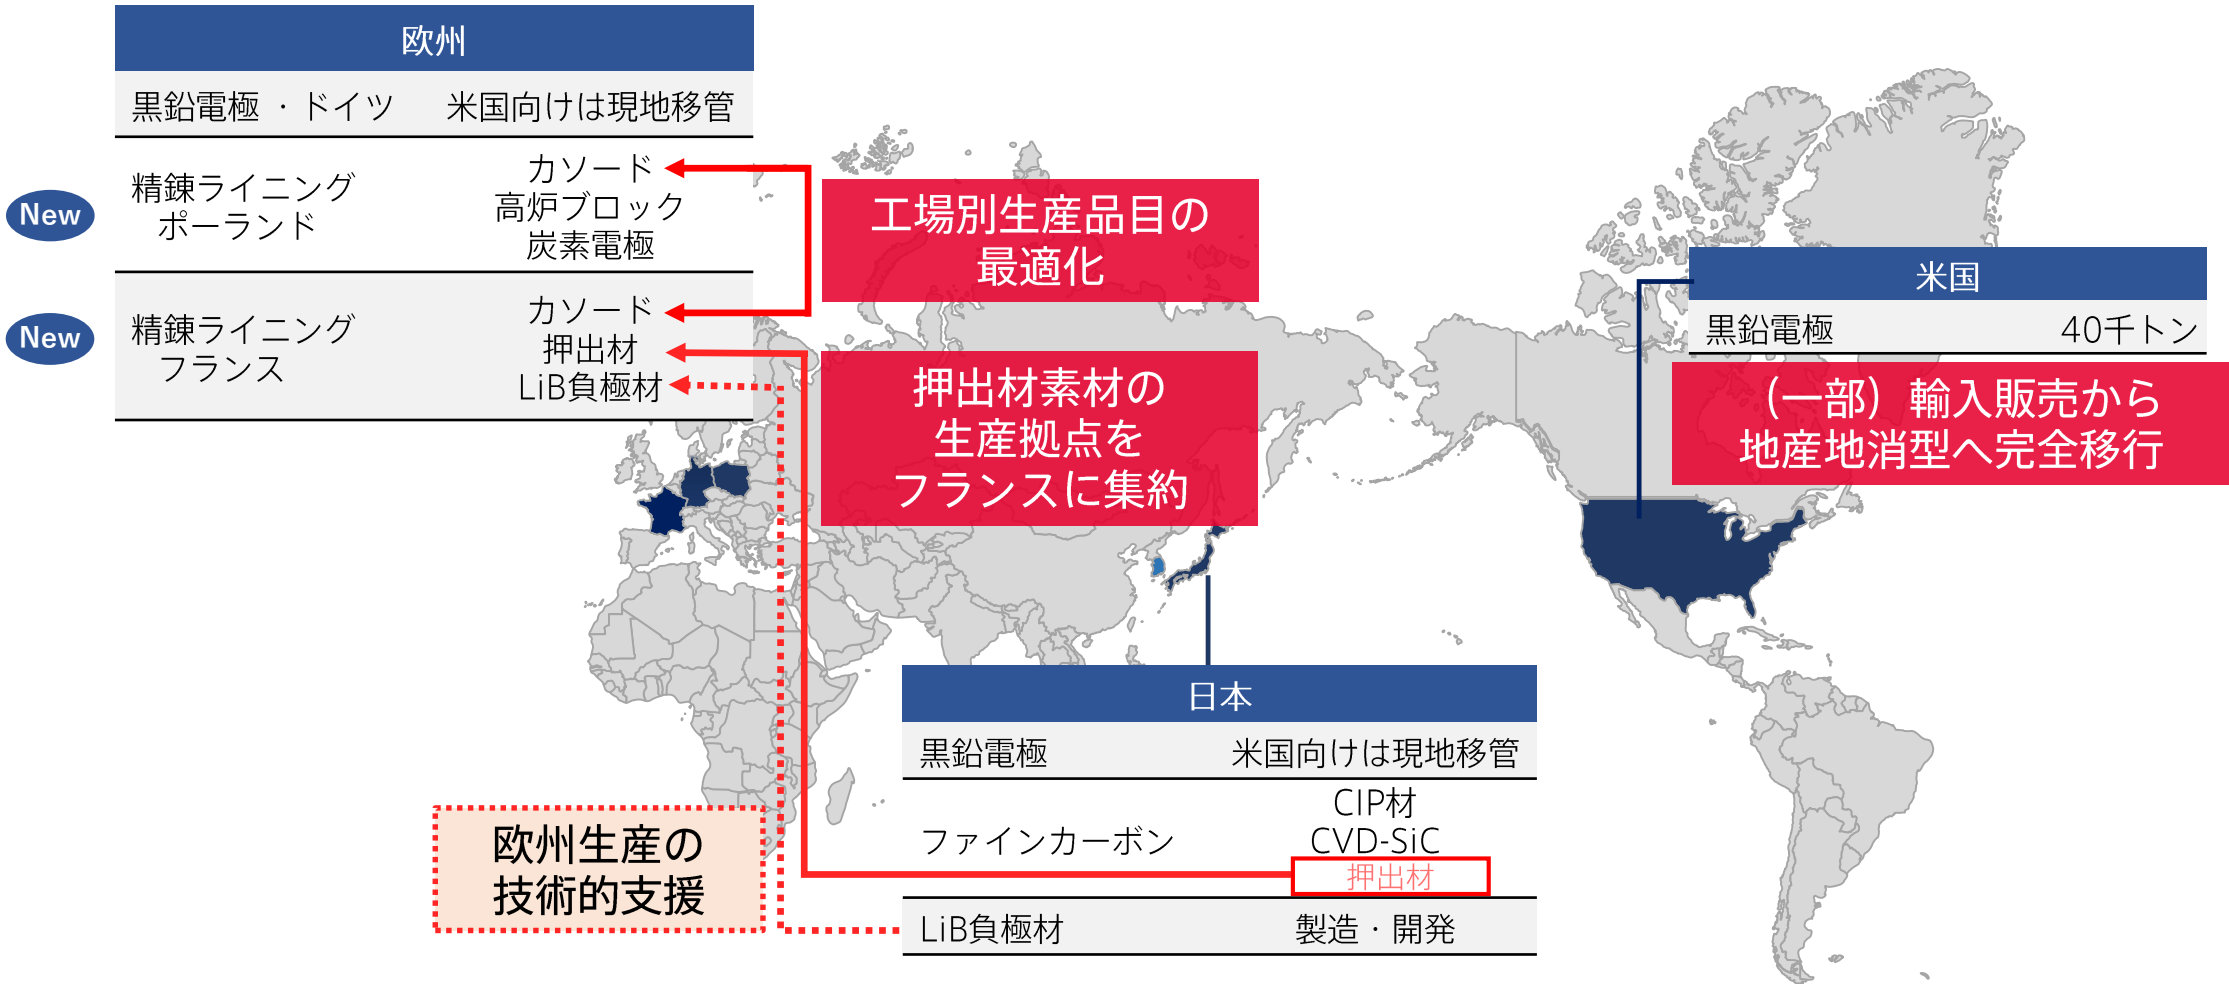 欧州
黒鉛電極 ・ドイツ 米国向けは現地移管
New
精錬ライニング
ポーランド
カソード
高炉ブロック
炭素電極
New
精錬ライニング
フランス
カソード
押出材
LiB負極材
工場別生産品目の
最適化
押出材素材の
生産拠点を
フランスに集約
米国
黒鉛電極 40千トン
（一部）輸入販売から
地産地消型へ完全移行
日本
黒鉛電極 米国向けは現地移管
ファインカーボン
CIP材
CVD-SiC
押出材
LiB負極材 製造・開発
欧州生産の
技術的支援